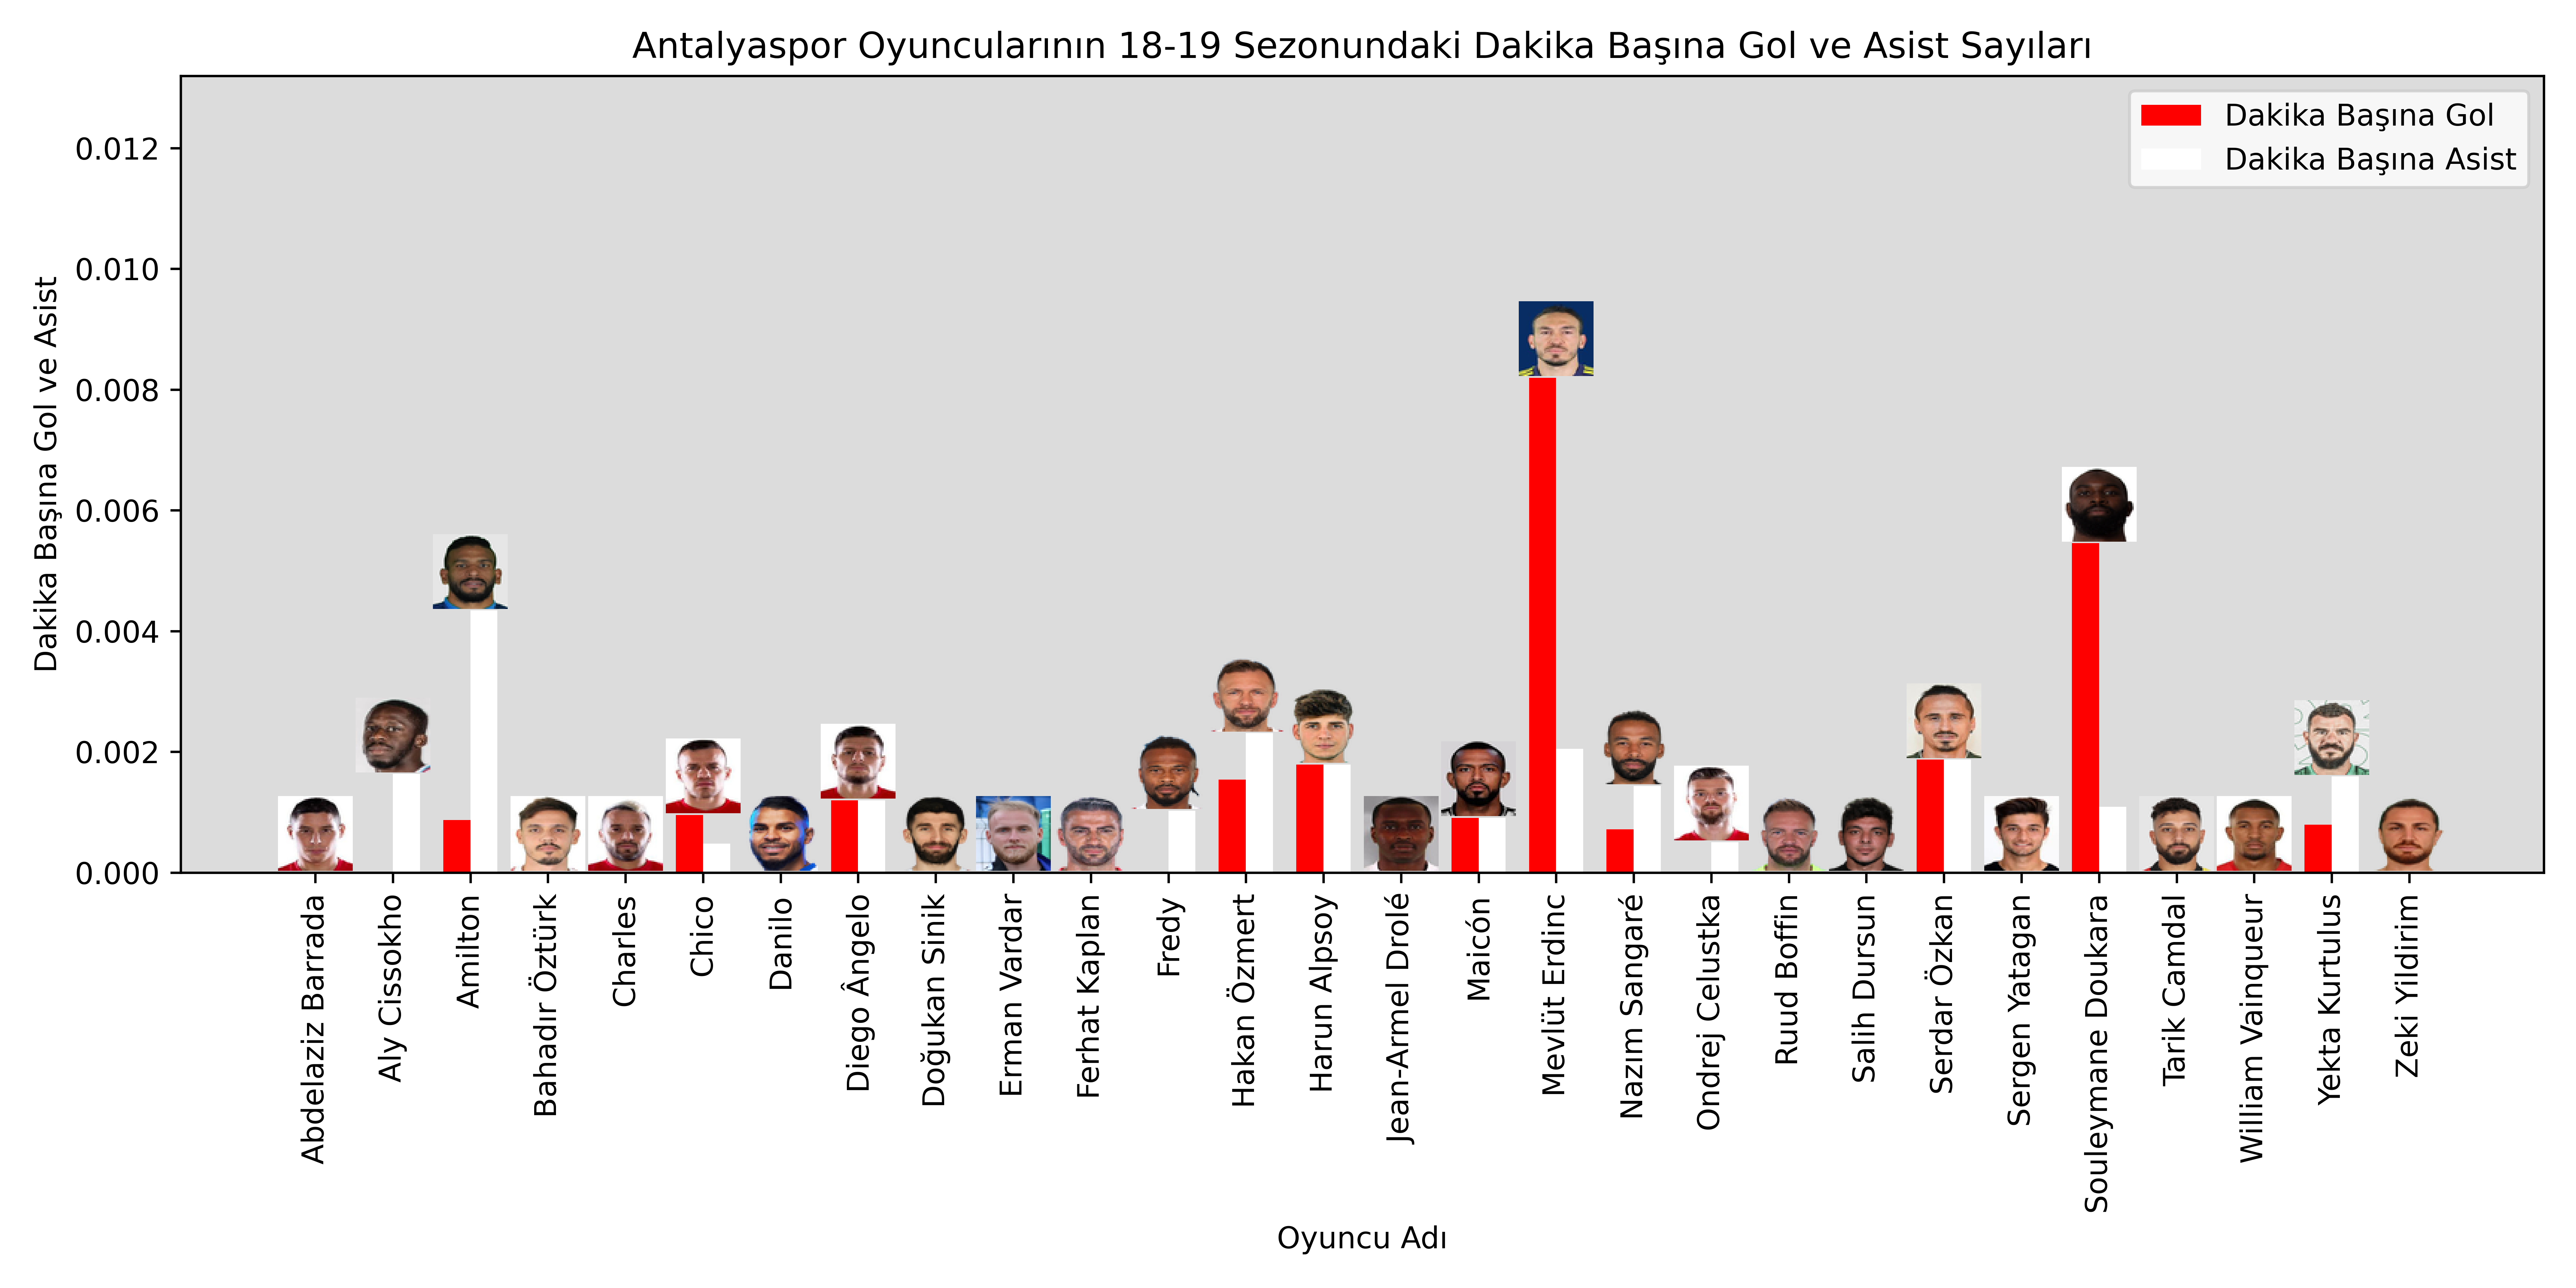 Antalyaspor Oyuncularının 18-19 Sezonundaki Dakika Başına Gol ve Asist Sayıları
Dakika Başına Gol
Dakika Başına Asist
Dakika Başına Gol ve Asist
0.012
0.010
0.008
0.006
0.004
0.002
0.000
Abdelaziz Barrada
Aly Cissokho
Amilton
Bahadır Öztürk
Charles
Chico
Danilo
Diego Ângelo
Doğukan Sinik
Erman Vardar
Ferhat Kaplan
Fredy
Hakan Özmert
Harun Alpsoy
Jean-Armel Drolé
Maicón
Mevlüt Erdinc
Nazım Sangaré
Ondrej Celustka
Ruud Boffin
Salih Dursun
Serdar Özkan
Sergen Yatagan
Souleymane Doukara
Tarik Camdal
William Vainqueur
Yekta Kurtulus
Zeki Yildirim
Oyuncu Adı